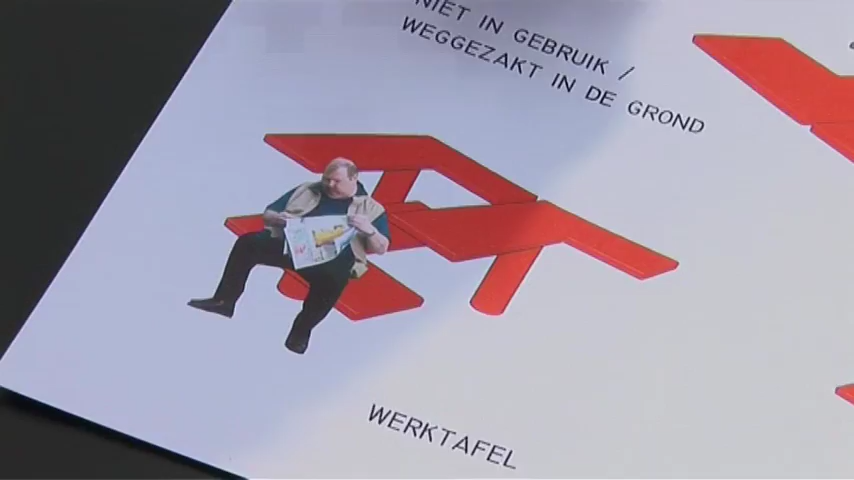 NIET IN GEBRUIK /
WEGGEZAKT IN DE GROND
WERKTAFEL